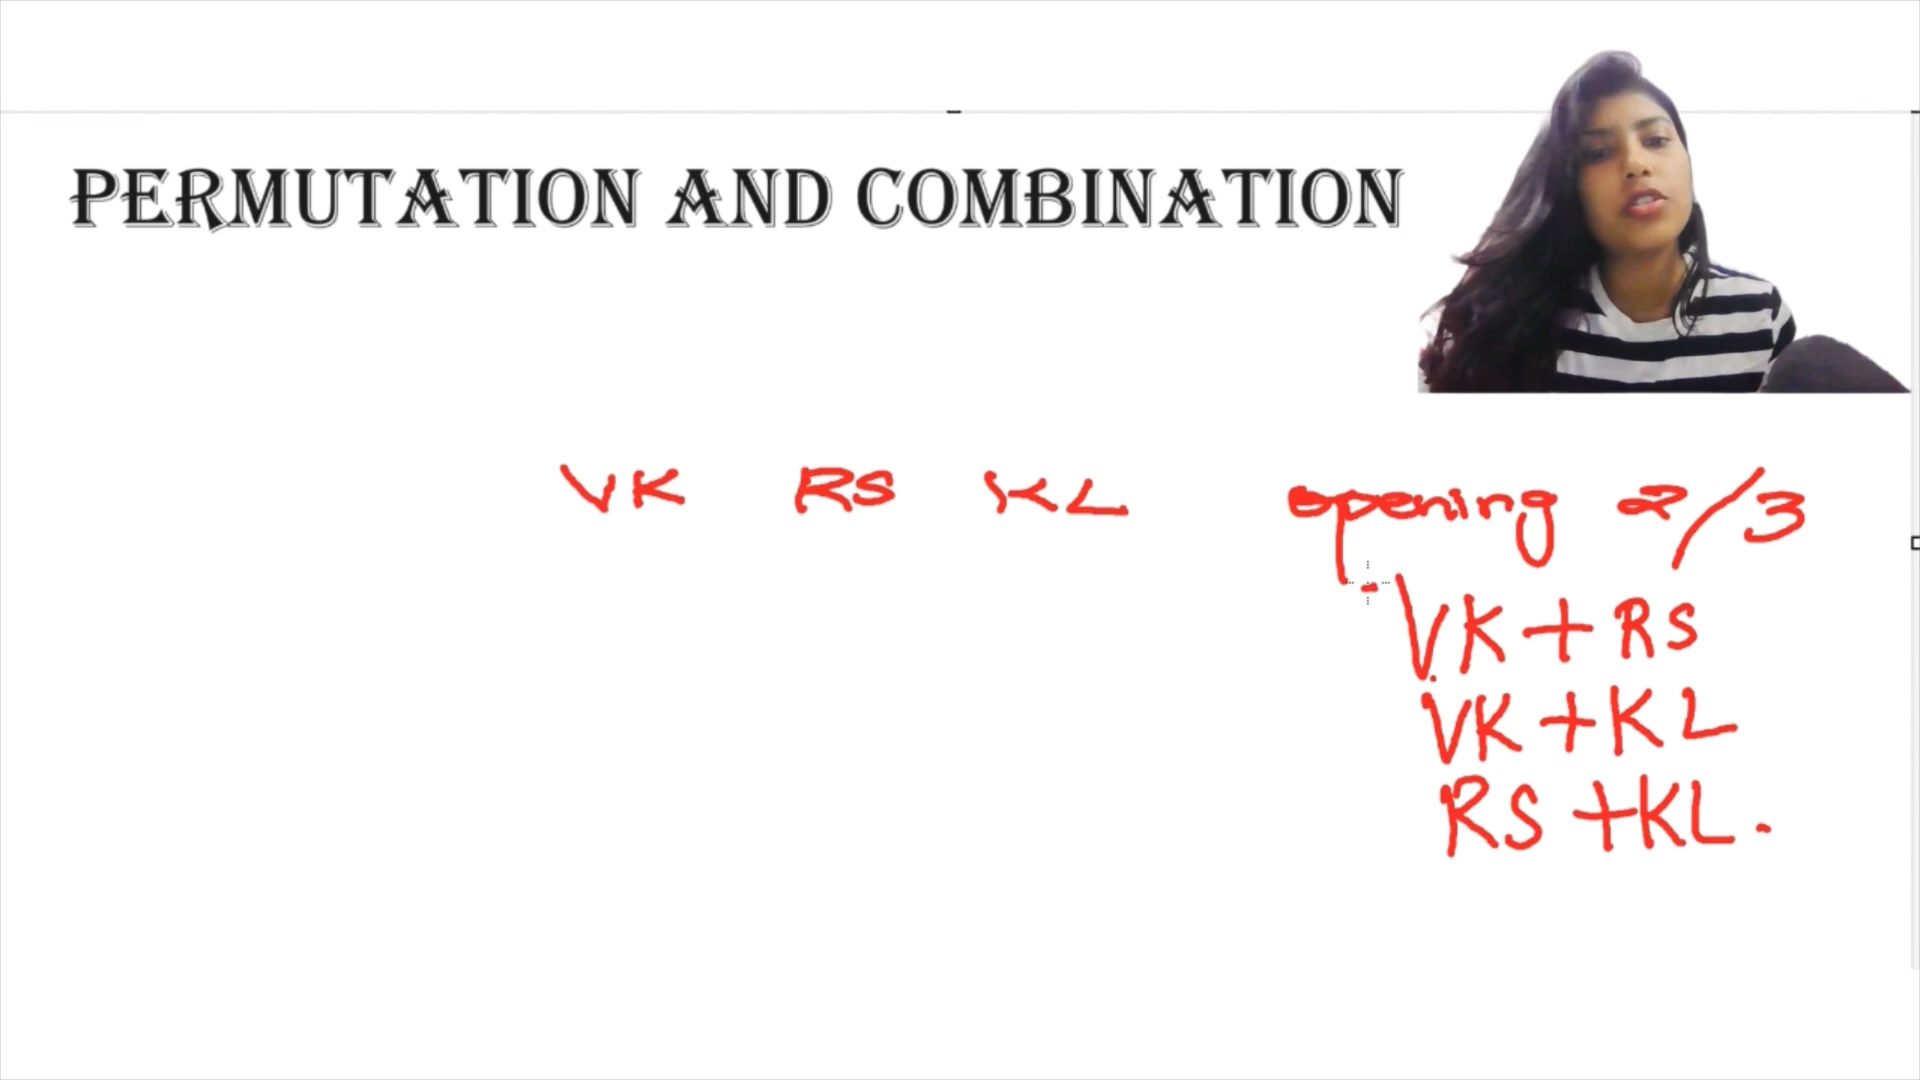 PERMUTATION AND COMBINATION
VK RS KL opening 2/3
VK + RS
VK + KL
RS + KL.